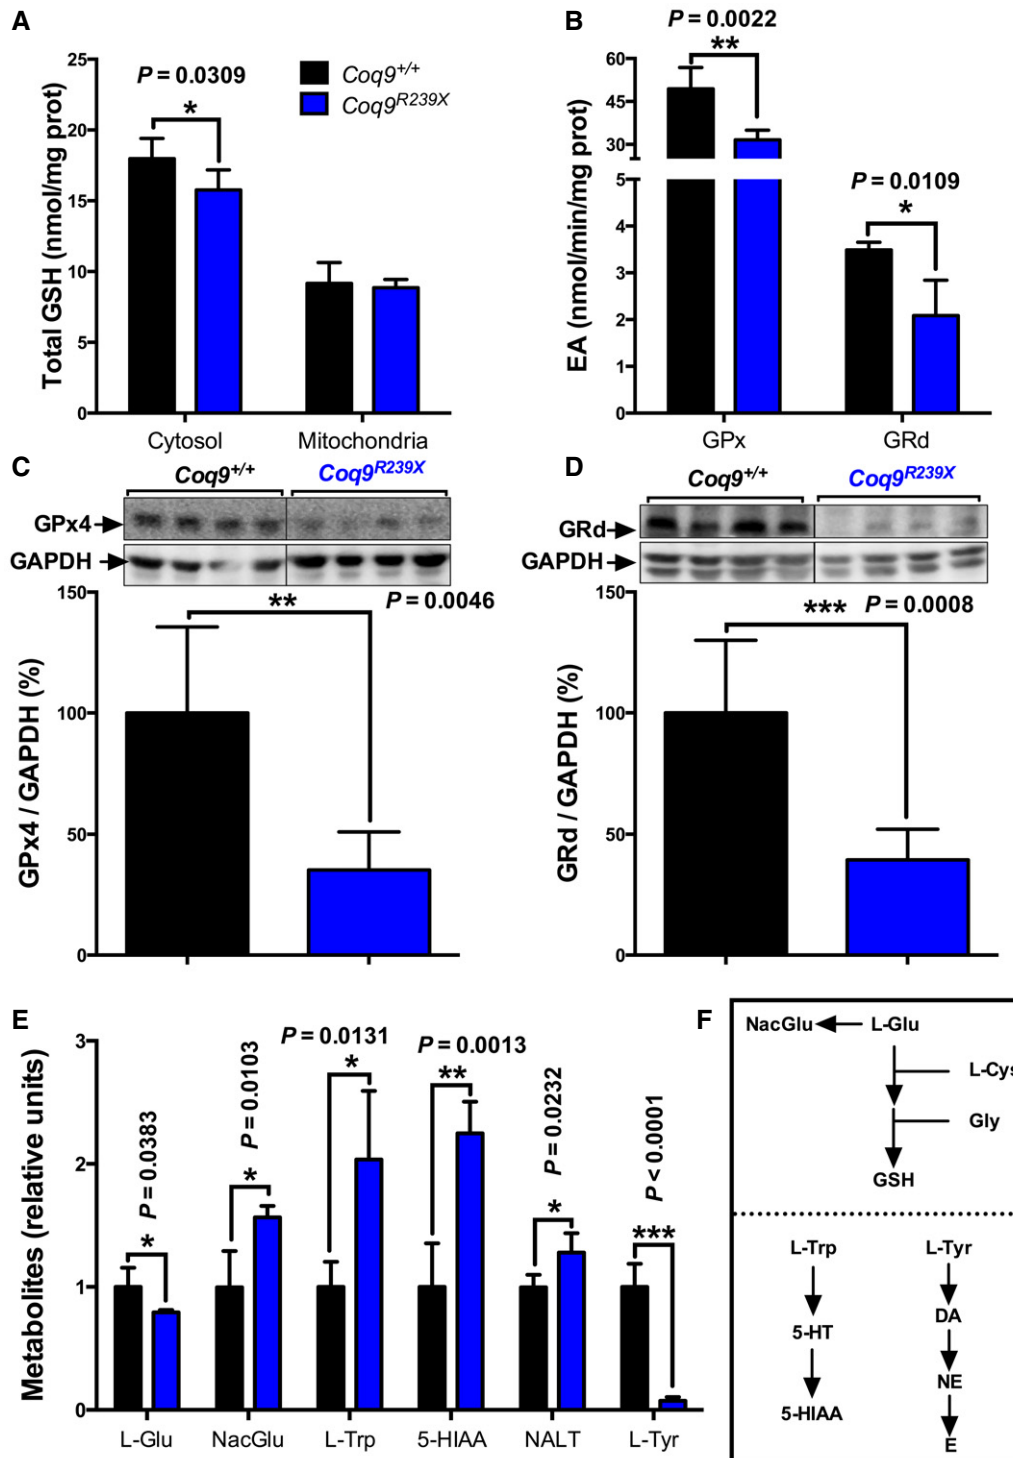 A
Total GSH (nmol/mg prot)
25
20
15
10
5
0
P = 0.0309
*
Coq9+/+
Coq9R239X
Cytosol
Mitochondria
B
EA (nmol/min/mg prot)
60
45
30
5
4
3
2
1
0
P = 0.0022
**
P = 0.0109
*
GPx
GRd
C
Coq9+/+
Coq9R239X
GPx4
GAPDH
GPx4 / GAPDH (%)
150
100
50
0
**
P = 0.0046
D
Coq9+/+
Coq9R239X
GRd
GAPDH
GRd / GAPDH (%)
150
100
50
0
***
P = 0.0008
E
Metabolites (relative units)
3
2
1
0
P = 0.0383
*
P = 0.0103
*
P = 0.0131
*
P = 0.0013
**
P = 0.0232
*
P < 0.0001
***
L-Glu
NacGlu
L-Trp
5-HIAA
NALT
L-Tyr
F
NacGlu
L-Glu
L-Cys
Gly
GSH
L-Trp
L-Tyr
5-HT
DA
NE
5-HIAA
E